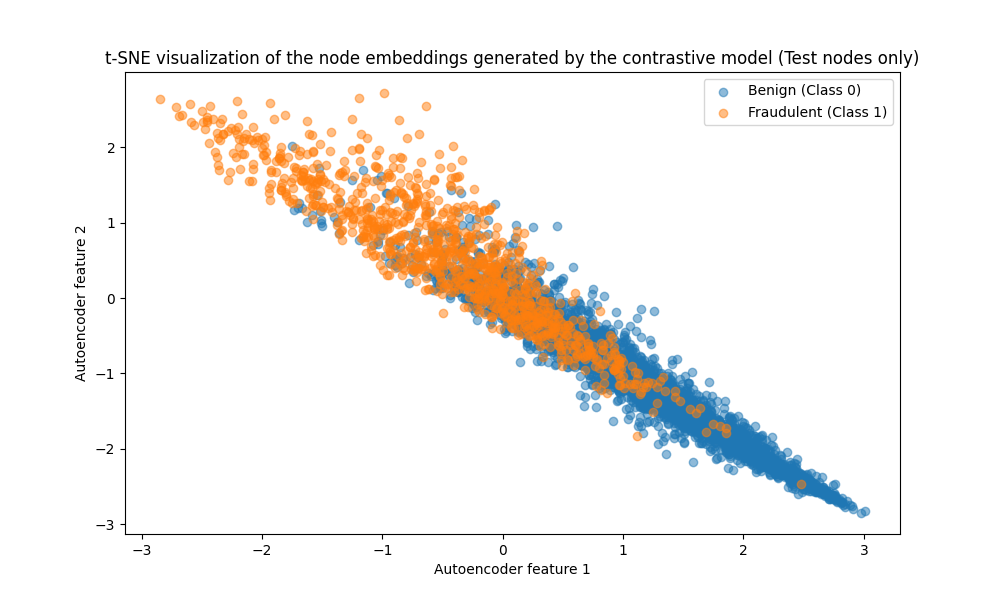 t-SNE visualization of the node embeddings generated by the contrastive model (Test nodes only)
Benign (Class 0)
Fraudulent (Class 1)
Autoencoder feature 2
2
1
0
−1
−2
−3
−3
−2
−1
0
1
2
3
Autoencoder feature 1